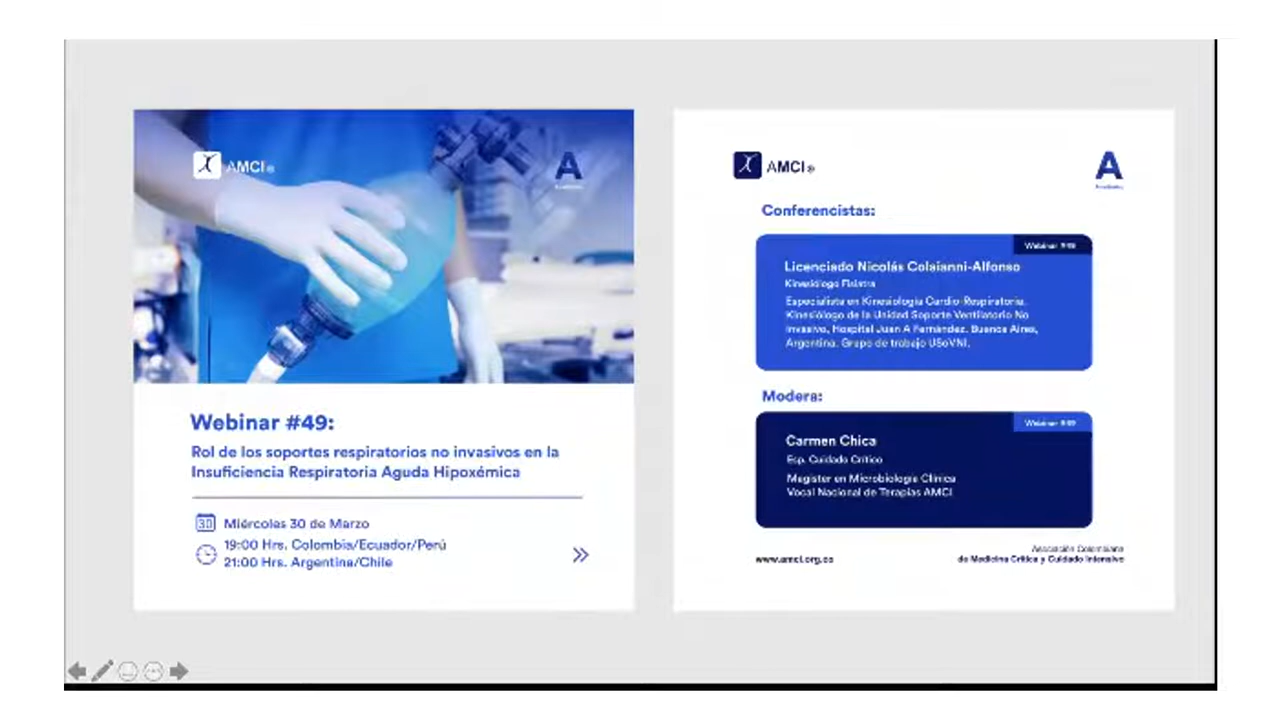 AMCI®
A
Webinar #49:
Rol de los soportes respiratorios no invasivos en la
Insuficiencia Respiratoria Aguda Hipoxémica
30
Miércoles 30 de Marzo
19:00 Hrs. Colombia/Ecuador/Perú
21:00 Hrs. Argentina/Chile
AMCI®
A
Conferencistas:
Webinar #49
Licenciado Nicolás Colaianni-Alfonso
Kinesiólogo Fisiatra
Especialista en Kinesiología Cardio-Respiratoria.
Kinesiólogo de la Unidad Soporte Ventilatorio No
Invasivo, Hospital Juan A Fernández. Buenos Aires,
Argentina. Grupo de trabajo USoVNI.
Modera:
Webinar #49
Carmen Chica
Esp. Cuidado Crítico
Magister en Microbiología Clínica
Vocal Nacional de Terapias AMCI
www.amci.org.co
Asociación Colombiana
de Medicina Crítica y Cuidado Intensivo